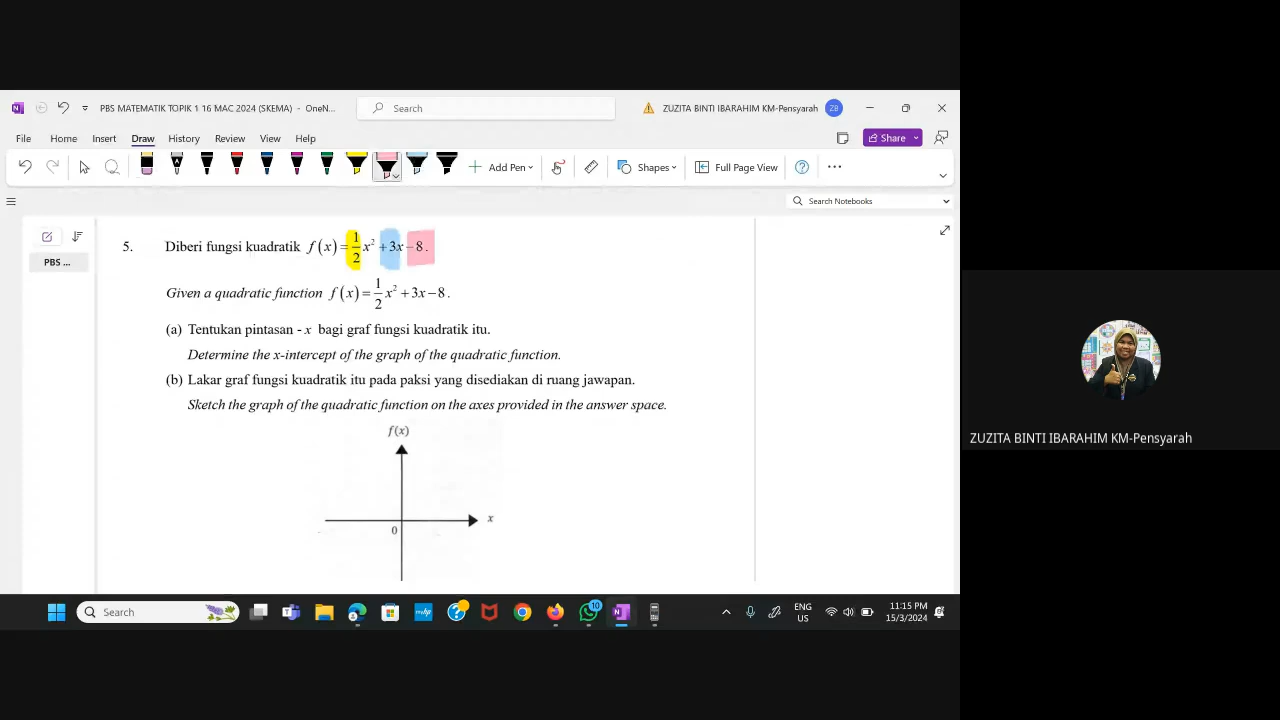 PBS MATEMATIK TOPIK 1 16 MAC 2024 (SKEMA) - OneN...
Search
ZUZITA BINTI IBARAHIM KM-Pensyarah
ZB
File Home Insert Draw History Review View Help
Share
Add Pen
Shapes
Full Page View
Search Notebooks
PBS ...
5. Diberi fungsi kuadratik f(x) = 1/2 x² + 3x − 8 .
Given a quadratic function f(x) = 1/2 x² + 3x − 8 .
(a) Tentukan pintasan - x bagi graf fungsi kuadratik itu.
Determine the x-intercept of the graph of the quadratic function.
(b) Lakar graf fungsi kuadratik itu pada paksi yang disediakan di ruang jawapan.
Sketch the graph of the quadratic function on the axes provided in the answer space.
f(x)
x
0
ZUZITA BINTI IBARAHIM KM-Pensyarah
Search
myhp
10
ENG
US
11:15 PM
15/3/2024